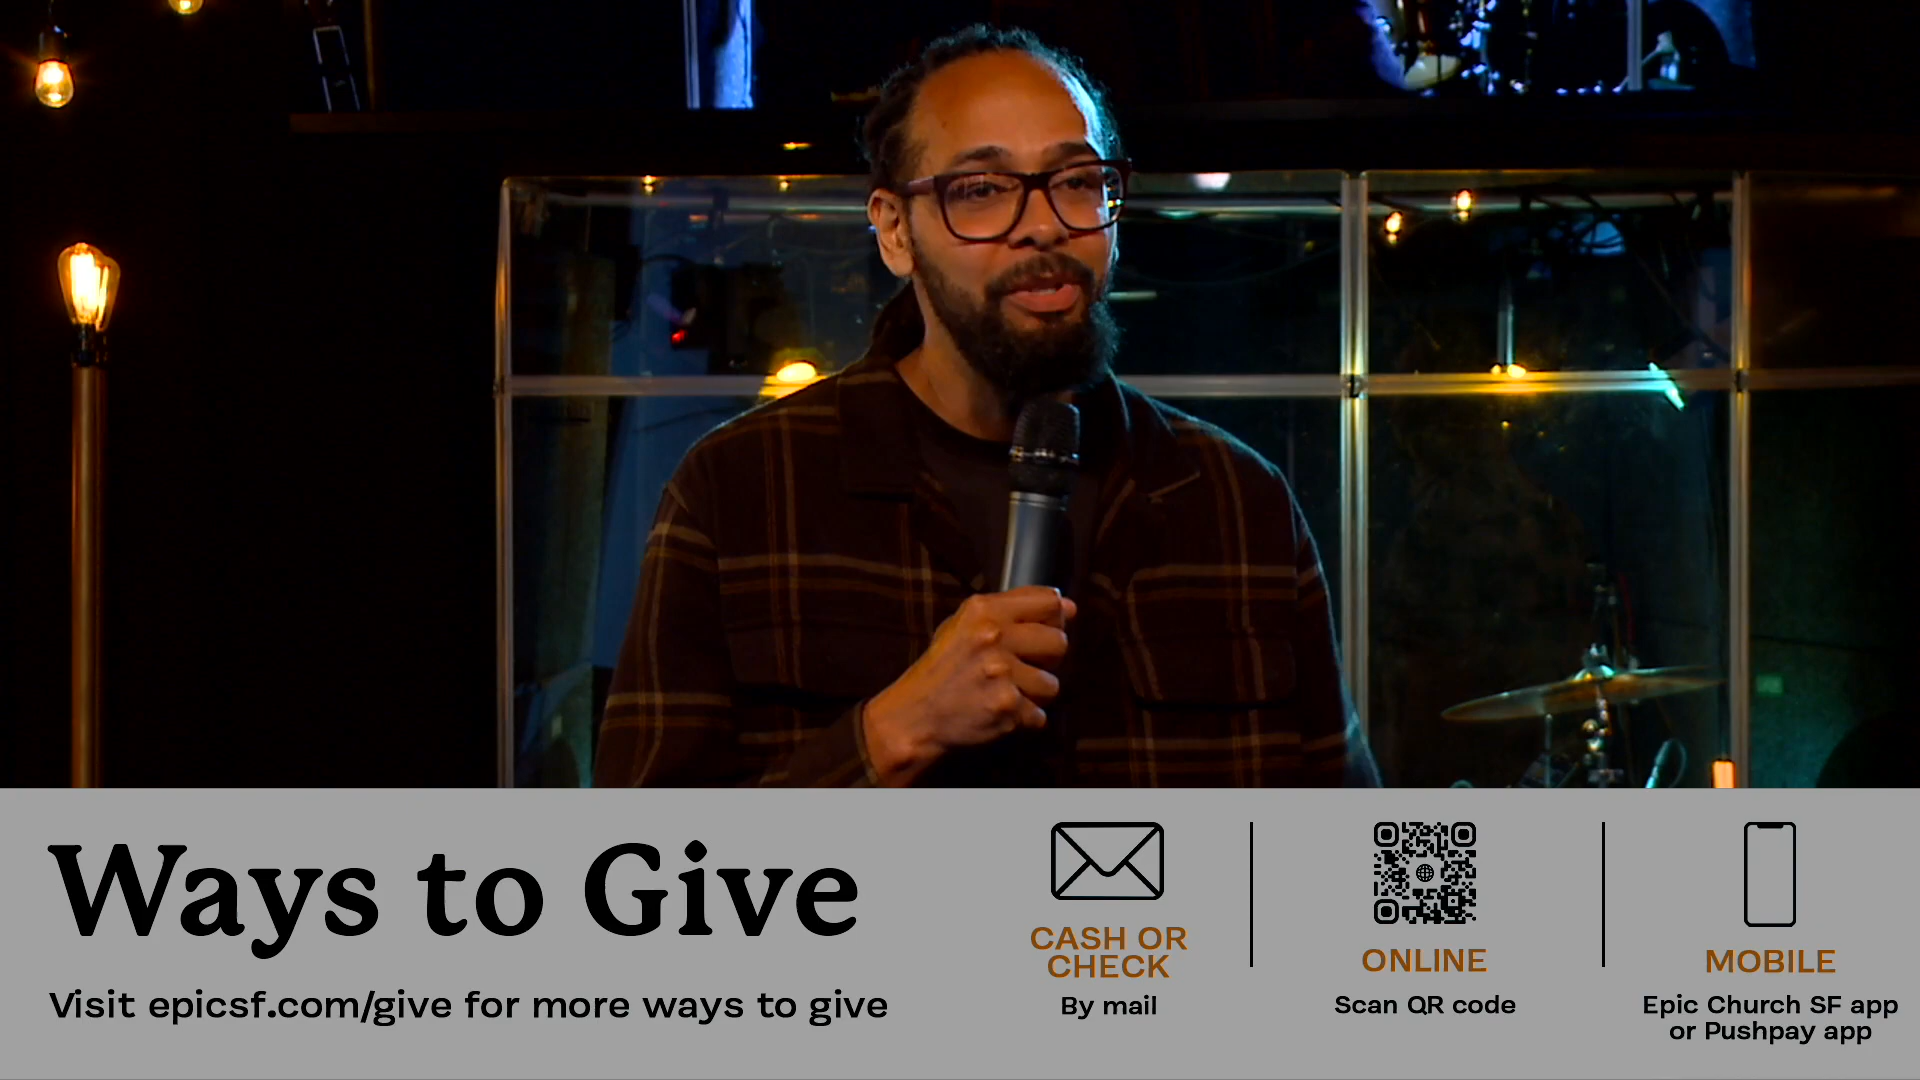 Ways to Give
Visit epicsf.com/give for more ways to give
CASH OR
CHECK
By mail
ONLINE
Scan QR code
MOBILE
Epic Church SF app
or Pushpay app